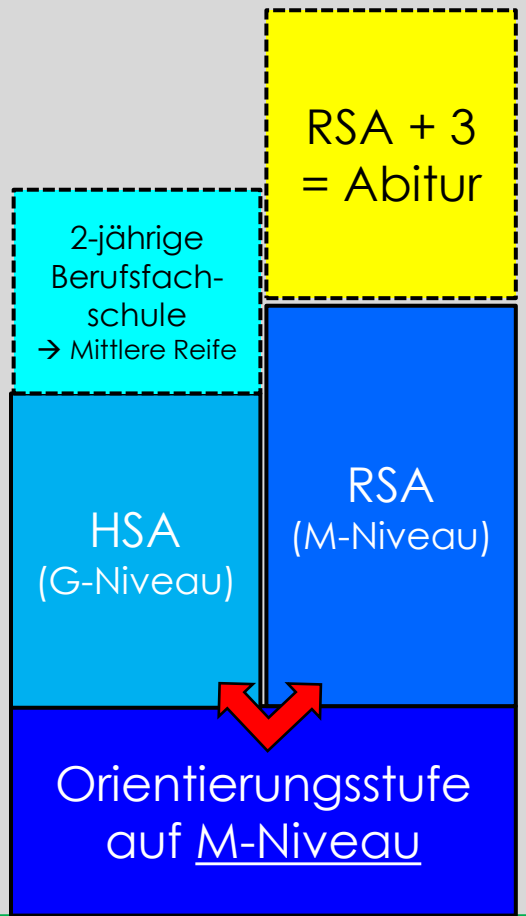 RSA + 3
= Abitur
2-jährige
Berufsfach-
schule
→ Mittlere Reife
RSA
(M-Niveau)
HSA
(G-Niveau)
Orientierungsstufe
auf M-Niveau